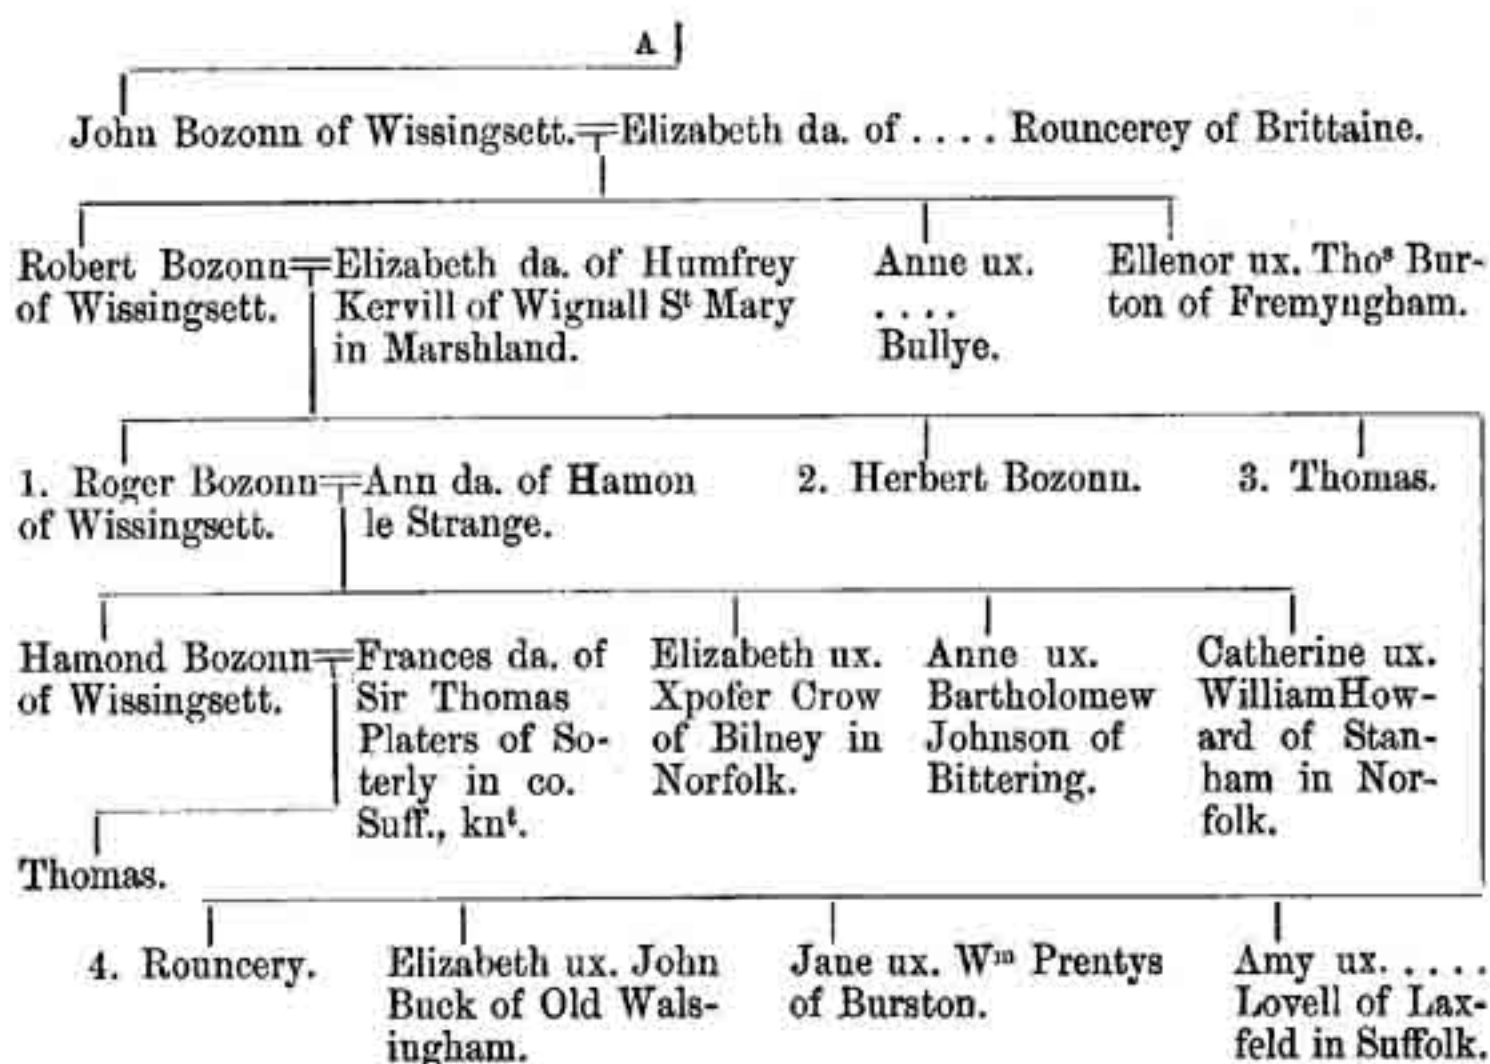 A
John Bozonn of Wissingsett. Elizabeth da. of . . . . Rouncerey of Brittaine.
Robert Bozonn
of Wissingsett.
Elizabeth da. of Humfrey
Kervill of Wignall Sᵗ Mary
in Marshland.
Anne ux.
. . . .
Bullye.
Ellenor ux. Thoˢ Bur-
ton of Fremyngham.
1. Roger Bozonn
of Wissingsett.
Ann da. of Hamon
le Strange.
2. Herbert Bozonn.
3. Thomas.
Hamond Bozonn
of Wissingsett.
Frances da. of
Sir Thomas
Platers of So-
terly in co.
Suff., knᵗ.
Elizabeth ux.
Xpofer Crow
of Bilney in
Norfolk.
Anne ux.
Bartholomew
Johnson of
Bittering.
Catherine ux.
William How-
ard of Stan-
ham in Nor-
folk.
Thomas.
4. Rouncery.
Elizabeth ux. John
Buck of Old Wals-
ingham.
Jane ux. Wᵐ Prentys
of Burston.
Amy ux. . . . .
Lovell of Lax-
feld in Suffolk.